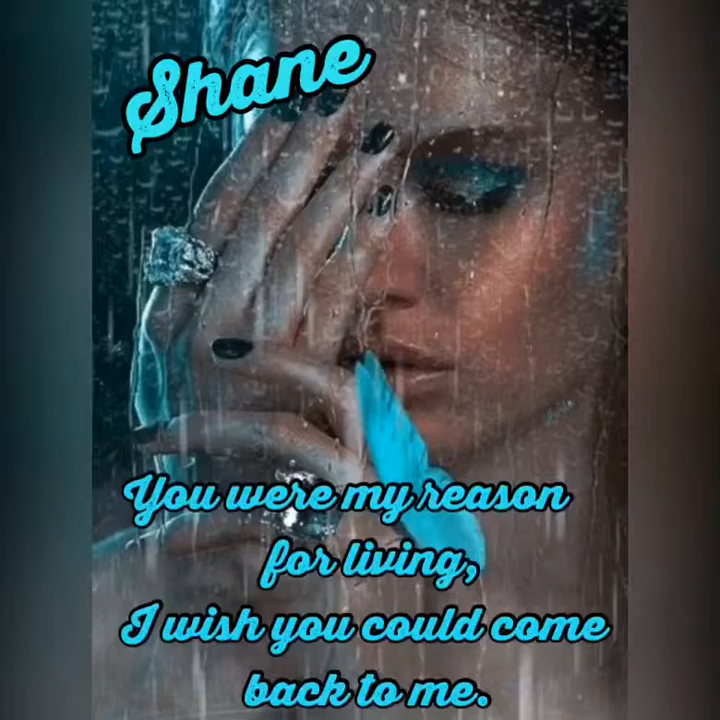 Shane
You were my reason
for living,
I wish you could come
back to me.